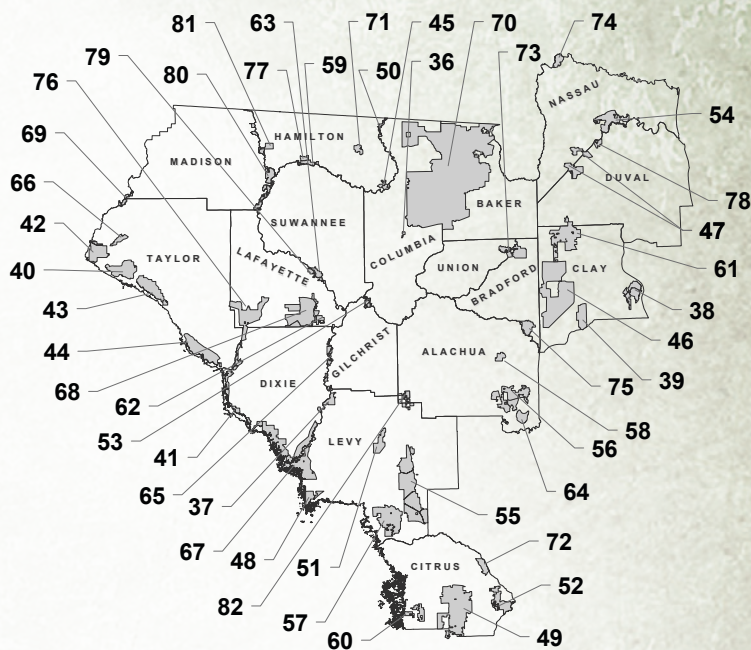 81
63
71
45
70
73
74
79
77
59
50
36
76
80
NASSAU
54
HAMILTON
69
MADISON
DUVAL
78
66
SUWANNEE
BAKER
47
42
COLUMBIA
TAYLOR
LAFAYETTE
UNION
61
40
BRADFORD
CLAY
43
38
44
GILCHRIST
ALACHUA
46
68
39
62
DIXIE
75
53
58
41
LEVY
56
65
64
37
55
67
72
48
51
CITRUS
82
52
57
60
49